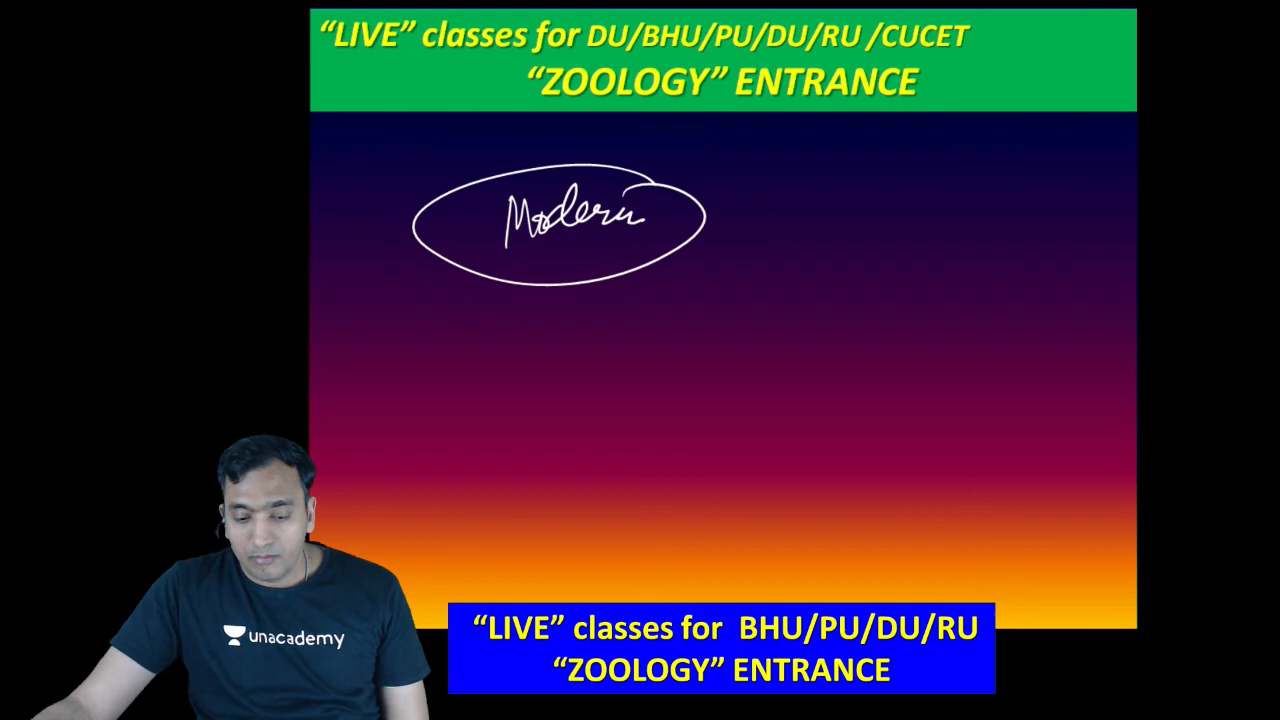 “LIVE” classes for DU/BHU/PU/DU/RU /CUCET
“ZOOLOGY” ENTRANCE
Modern
unacademy
“LIVE” classes for BHU/PU/DU/RU
“ZOOLOGY” ENTRANCE